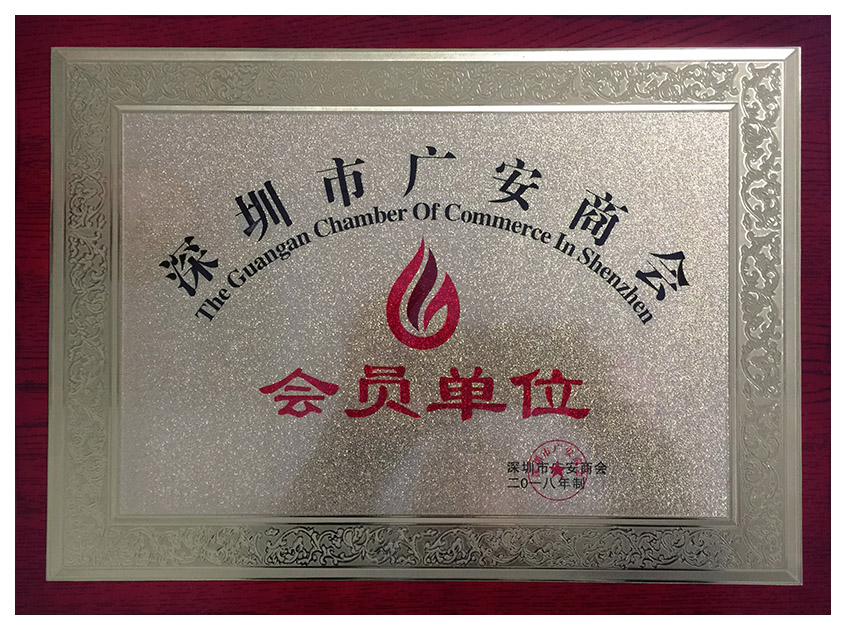 深圳市广安商会
The Guangan Chamber Of Commerce In Shenzhen
会员单位
深圳市广安商会
二0一八年制